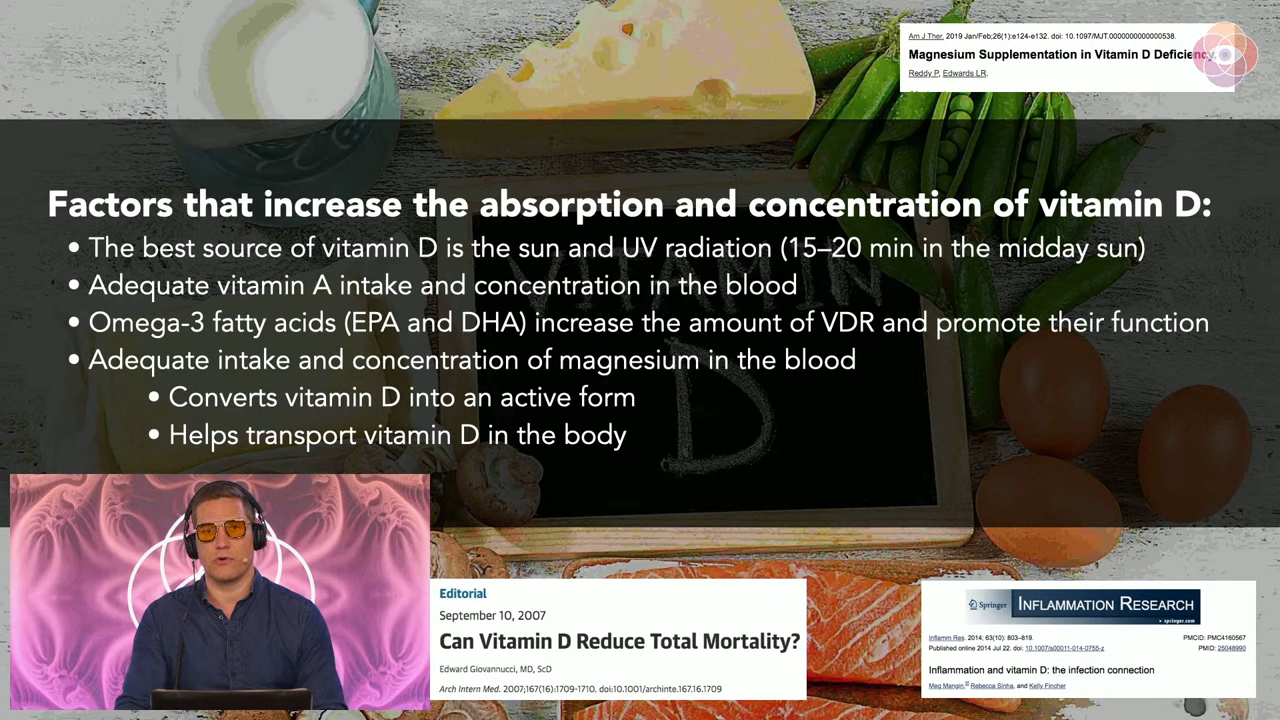 Am J Ther. 2019 Jan/Feb;26(1):e124-e132. doi: 10.1097/MJT.0000000000000538.
Magnesium Supplementation in Vitamin D Deficiency.
Reddy P, Edwards LR.
Factors that increase the absorption and concentration of vitamin D:
• The best source of vitamin D is the sun and UV radiation (15–20 min in the midday sun)
• Adequate vitamin A intake and concentration in the blood
• Omega-3 fatty acids (EPA and DHA) increase the amount of VDR and promote their function
• Adequate intake and concentration of magnesium in the blood
• Converts vitamin D into an active form
• Helps transport vitamin D in the body
VITAMIN
D
Editorial
September 10, 2007
Can Vitamin D Reduce Total Mortality?
Edward Giovannucci, MD, ScD
Arch Intern Med. 2007;167(16):1709-1710. doi:10.1001/archinte.167.16.1709
Springer
INFLAMMATION RESEARCH
springer.com
Inflamm Res. 2014; 63(10): 803–819.
PMCID: PMC4160567
Published online 2014 Jul 22. doi: 10.1007/s00011-014-0755-z
PMID: 25048990
Inflammation and vitamin D: the infection connection
Meg Mangin, Rebecca Sinha, and Kelly Fincher